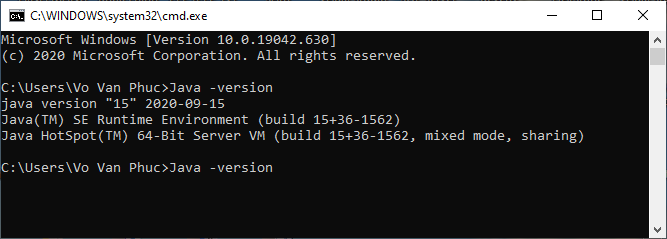 C:\WINDOWS\system32\cmd.exe
Microsoft Windows [Version 10.0.19042.630]
(c) 2020 Microsoft Corporation. All rights reserved.
C:\Users\Vo Van Phuc>Java -version
java version "15" 2020-09-15
Java(TM) SE Runtime Environment (build 15+36-1562)
Java HotSpot(TM) 64-Bit Server VM (build 15+36-1562, mixed mode, sharing)
C:\Users\Vo Van Phuc>Java -version